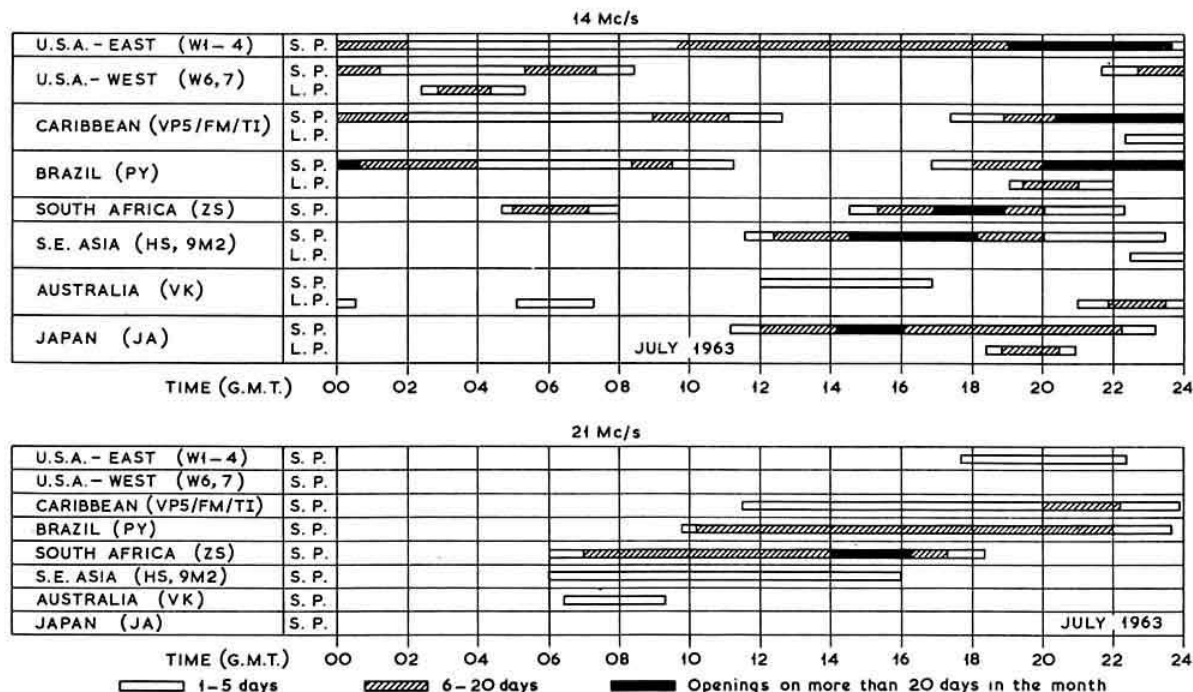 14 Mc/s
U.S.A.-EAST (W1-4) S. P.
U.S.A.-WEST (W6,7) S. P.
L. P.
CARIBBEAN (VP5/FM/TI) S. P.
L. P.
BRAZIL (PY) S. P.
L. P.
SOUTH AFRICA (ZS) S. P.
S.E. ASIA (HS, 9M2) S. P.
L. P.
AUSTRALIA (VK) S. P.
L. P.
JAPAN (JA) S. P.
L. P.
JULY 1963
TIME (G.M.T.) 00 02 04 06 08 10 12 14 16 18 20 22 24
21 Mc/s
U.S.A.-EAST (W1-4) S. P.
U.S.A.-WEST (W6,7) S. P.
CARIBBEAN (VP5/FM/TI) S. P.
BRAZIL (PY) S. P.
SOUTH AFRICA (ZS) S. P.
S.E. ASIA (HS, 9M2) S. P.
AUSTRALIA (VK) S. P.
JAPAN (JA) S. P. JULY 1963
TIME (G.M.T.) 00 02 04 06 08 10 12 14 16 18 20 22 24
1-5 days 6-20 days Openings on more than 20 days in the month